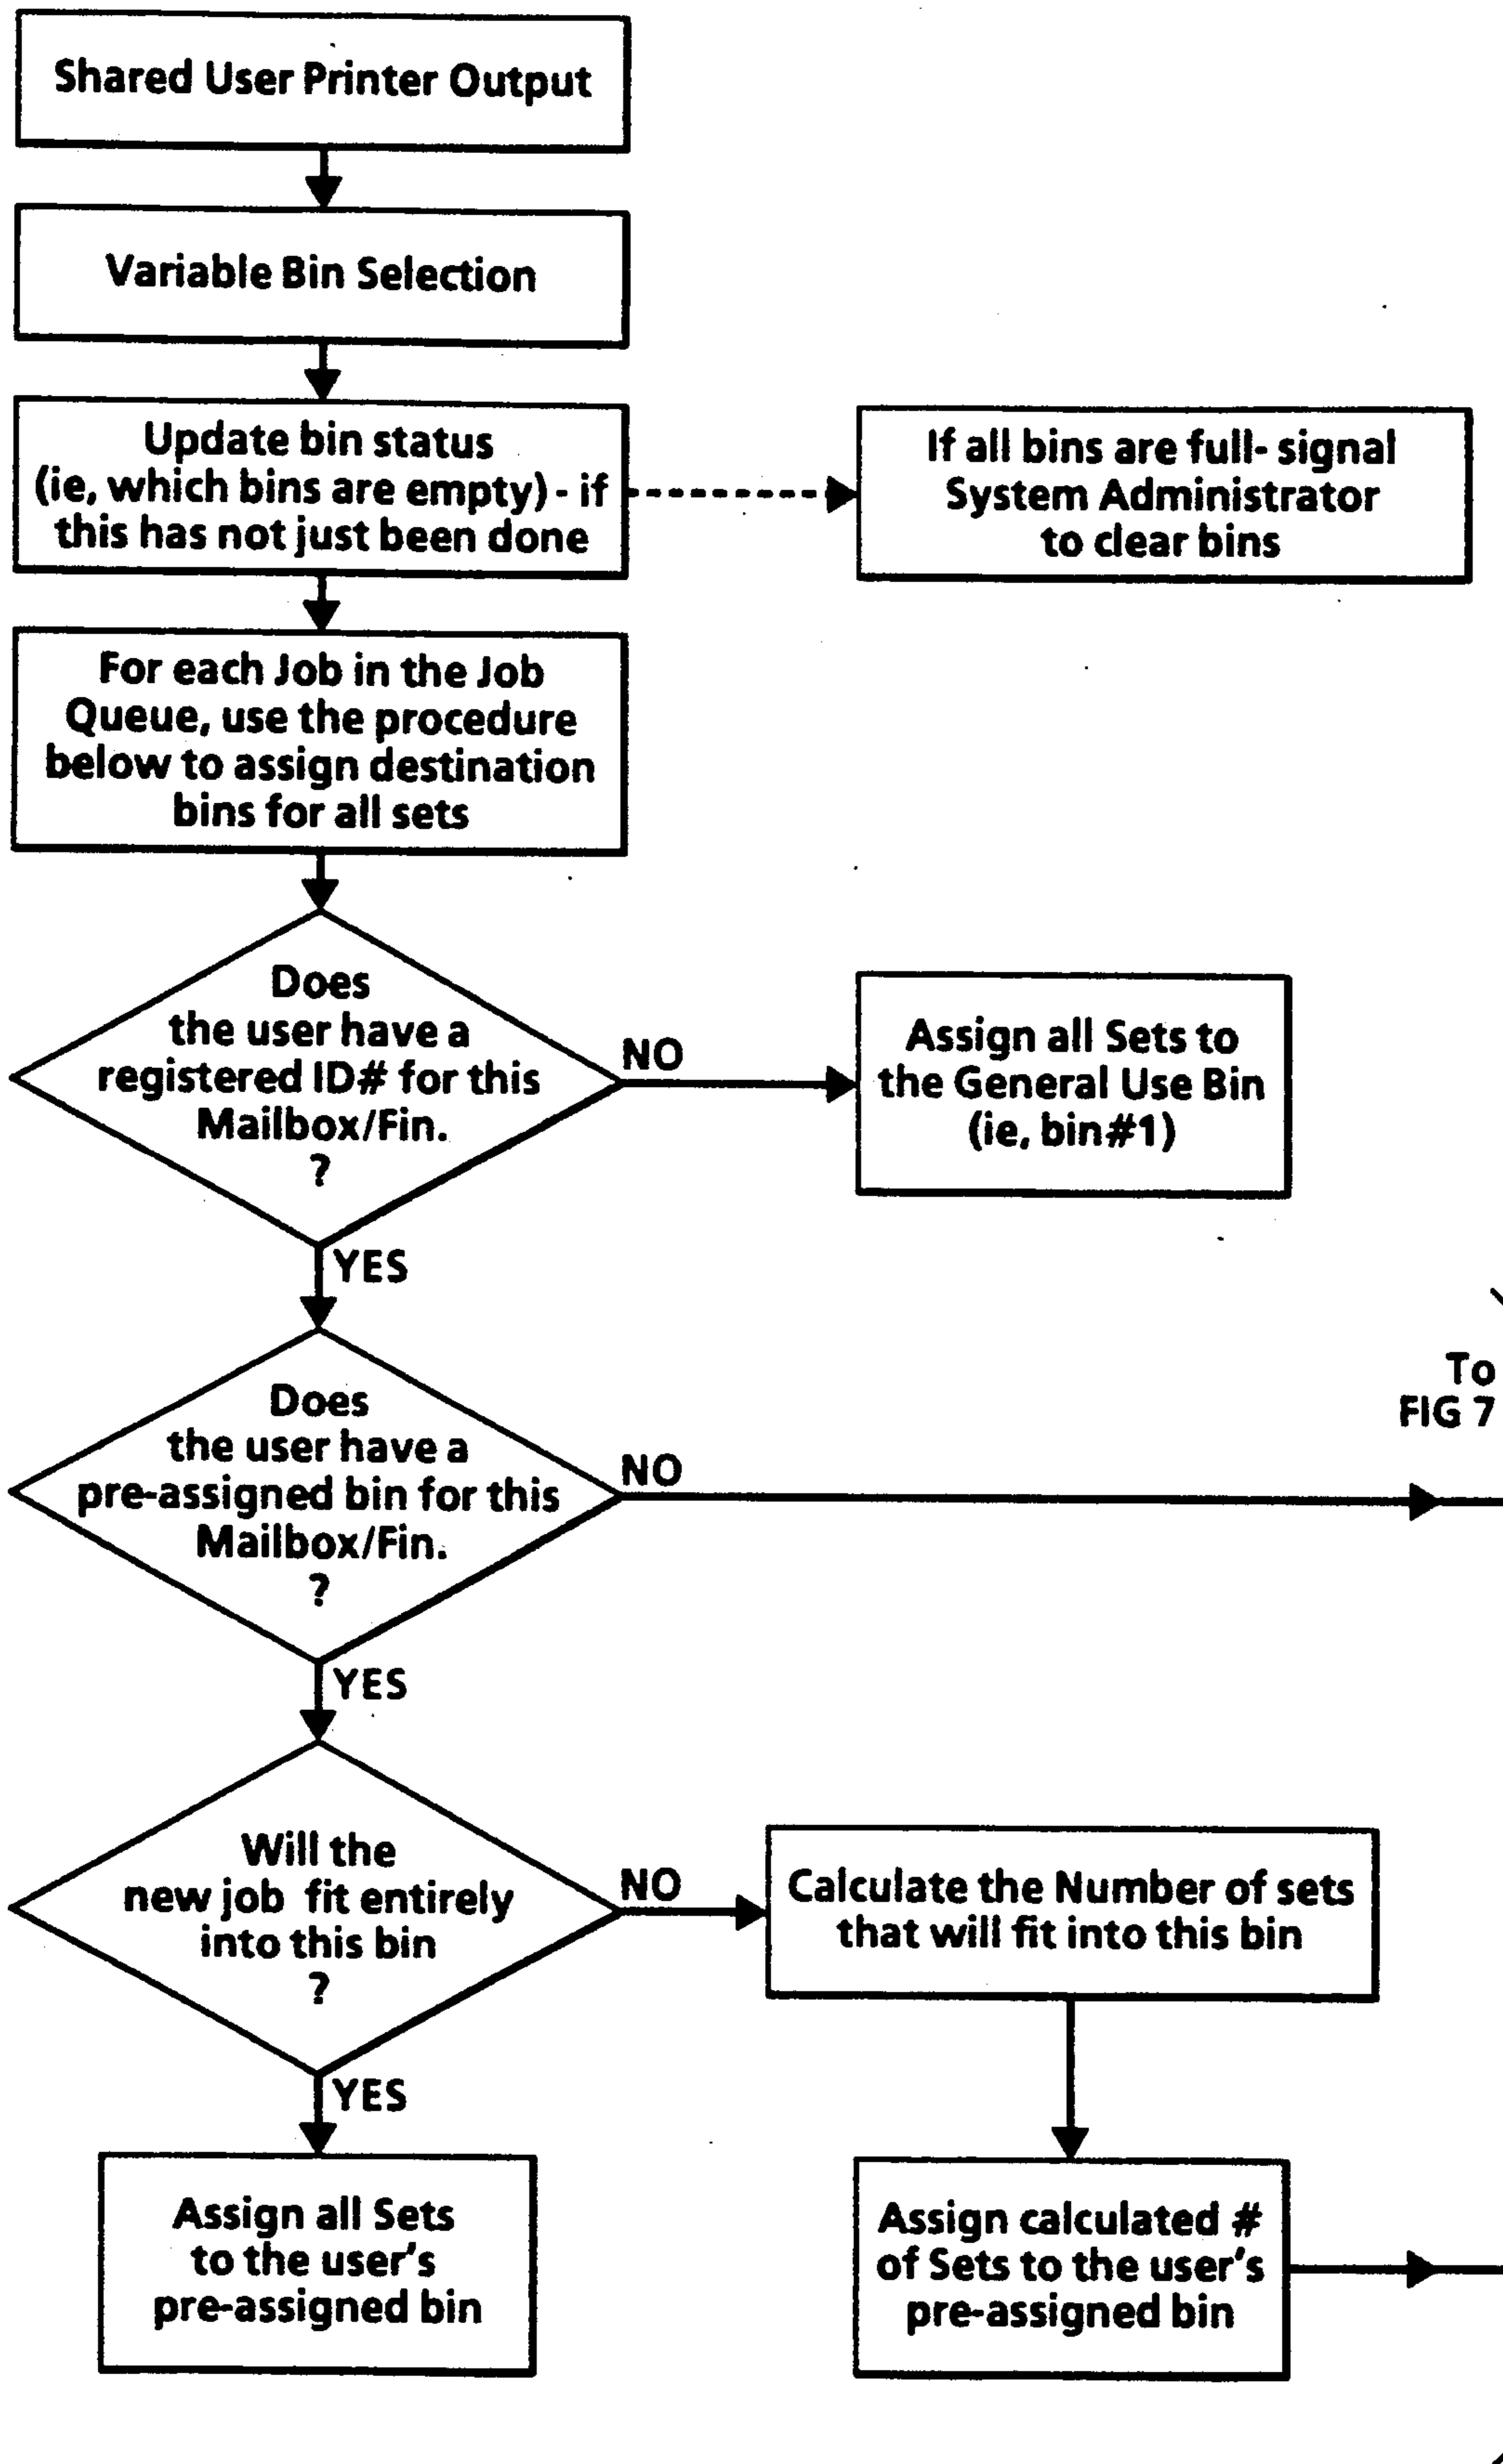 Shared User Printer Output
Variable Bin Selection
Update bin status
(ie, which bins are empty) - if
this has not just been done
If all bins are full- signal
System Administrator
to clear bins
For each Job in the Job
Queue, use the procedure
below to assign destination
bins for all sets
Does
the user have a
registered ID# for this
Mailbox/Fin.
?
NO
Assign all Sets to
the General Use Bin
(ie, bin#1)
YES
To
FIG 7
Does
the user have a
pre-assigned bin for this
Mailbox/Fin.
?
NO
YES
Will the
new job fit entirely
into this bin
?
NO
Calculate the Number of sets
that will fit into this bin
YES
Assign all Sets
to the user's
pre-assigned bin
Assign calculated #
of Sets to the user's
pre-assigned bin